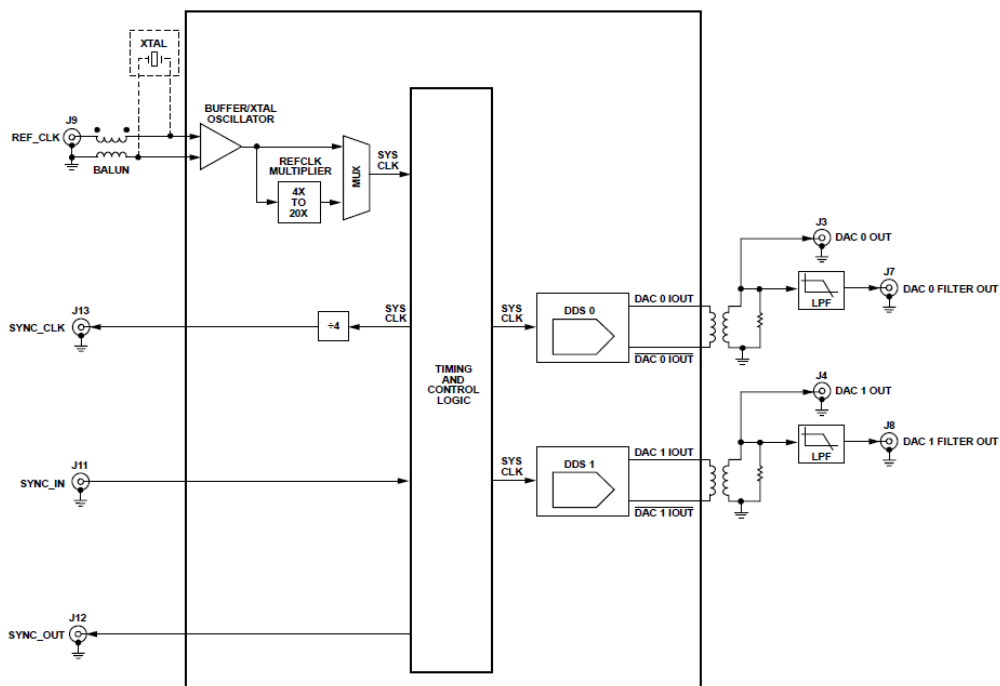 XTAL
J9
REF_CLK
BALUN
BUFFER/XTAL
OSCILLATOR
REFCLK
MULTIPLIER
4X
TO
20X
MUX
SYS
CLK
J13
SYNC_CLK
÷4
SYS
CLK
TIMING
AND
CONTROL
LOGIC
SYS
CLK
DDS 0
DAC 0 IOUT
DAC 0 IOUT
J3
DAC 0 OUT
J7
DAC 0 FILTER OUT
LPF
J4
DAC 1 OUT
J8
DAC 1 FILTER OUT
LPF
J11
SYNC_IN
SYS
CLK
DDS 1
DAC 1 IOUT
DAC 1 IOUT
J12
SYNC_OUT